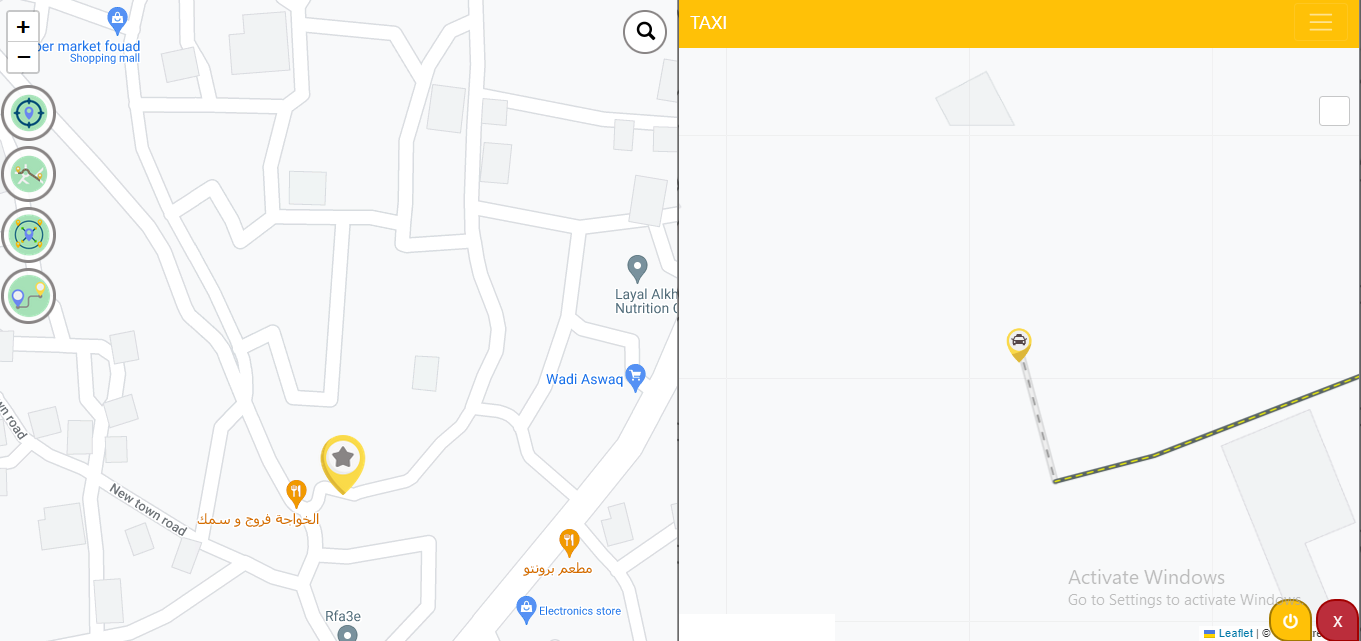 +
per market fouad
Shopping mall
−
Layal Alkh
Nutrition C
Wadi Aswaq
New town road
الخواجة فروج و سمك
مطعم برونتو
Electronics store
Rfa3e
TAXI
Activate Windows
Go to Settings to activate Windows.
Leaflet | ©
X